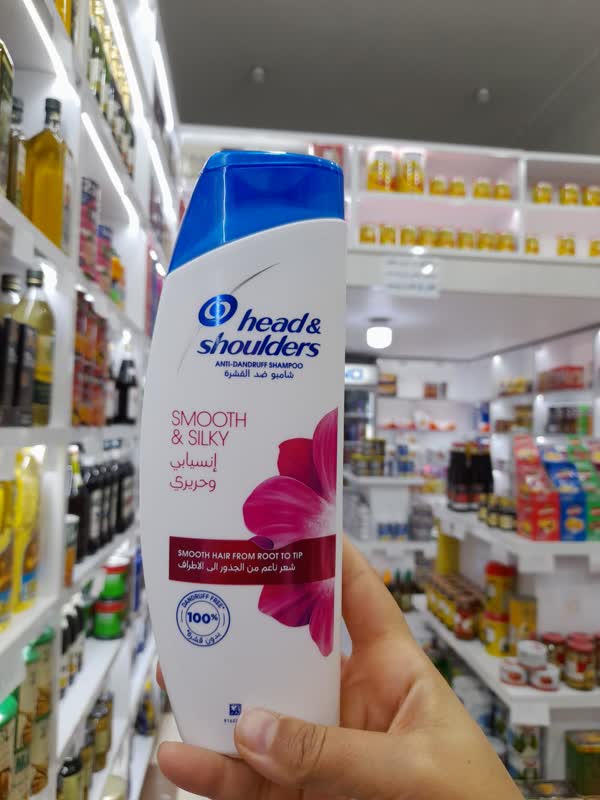 head &
shoulders
ANTI-DANDRUFF SHAMPOO
شامبو ضد القشرة
SMOOTH
& SILKY
إنسيابي
وحريري
SMOOTH HAIR FROM ROOT TO TIP
شعر ناعم من الجذور الى الاطراف
DANDRUFF FREE*
100%
بدون قشرة*